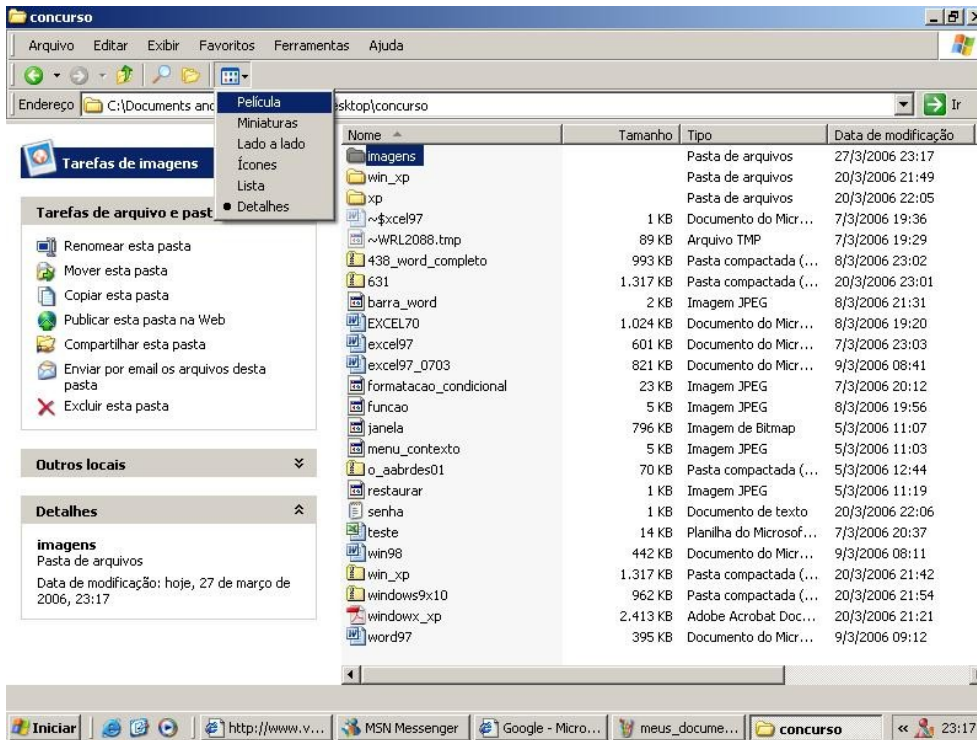 concurso
Arquivo Editar Exibir Favoritos Ferramentas Ajuda
Endereço C:\Documents and sktop\concurso Ir
Película
Miniaturas
Lado a lado
Ícones
Lista
Detalhes
Tarefas de imagens
Tarefas de arquivo e past
Renomear esta pasta
Mover esta pasta
Copiar esta pasta
Publicar esta pasta na Web
Compartilhar esta pasta
Enviar por email os arquivos desta
pasta
Excluir esta pasta
Outros locais
Detalhes
imagens
Pasta de arquivos
Data de modificação: hoje, 27 de março de
2006, 23:17
Nome Tamanho Tipo Data de modificação
imagens Pasta de arquivos 27/3/2006 23:17
win_xp Pasta de arquivos 20/3/2006 21:49
xp Pasta de arquivos 20/3/2006 22:05
~$xcel97 1 KB Documento do Micr... 7/3/2006 19:36
~WRL2088.tmp 89 KB Arquivo TMP 7/3/2006 19:29
438_word_completo 993 KB Pasta compactada (... 8/3/2006 23:02
631 1.317 KB Pasta compactada (... 20/3/2006 23:01
barra_word 2 KB Imagem JPEG 8/3/2006 21:31
EXCEL70 1.024 KB Documento do Micr... 8/3/2006 19:20
excel97 601 KB Documento do Micr... 7/3/2006 23:03
excel97_0703 821 KB Documento do Micr... 9/3/2006 08:41
formatacao_condicional 23 KB Imagem JPEG 7/3/2006 20:12
funcao 5 KB Imagem JPEG 8/3/2006 19:56
janela 796 KB Imagem de Bitmap 5/3/2006 11:07
menu_contexto 5 KB Imagem JPEG 5/3/2006 11:03
o_aabrdes01 70 KB Pasta compactada (... 5/3/2006 12:44
restaurar 1 KB Imagem JPEG 5/3/2006 11:19
senha 1 KB Documento de texto 20/3/2006 22:06
teste 14 KB Planilha do Microsof... 7/3/2006 20:37
win98 442 KB Documento do Micr... 9/3/2006 08:11
win_xp 1.317 KB Pasta compactada (... 20/3/2006 21:42
windows9x10 962 KB Pasta compactada (... 20/3/2006 21:54
windowx_xp 2.413 KB Adobe Acrobat Doc... 20/3/2006 21:21
word97 395 KB Documento do Micr... 9/3/2006 09:12
Iniciar http://www.v... MSN Messenger Google - Micro... meus_docume... concurso « 23:17